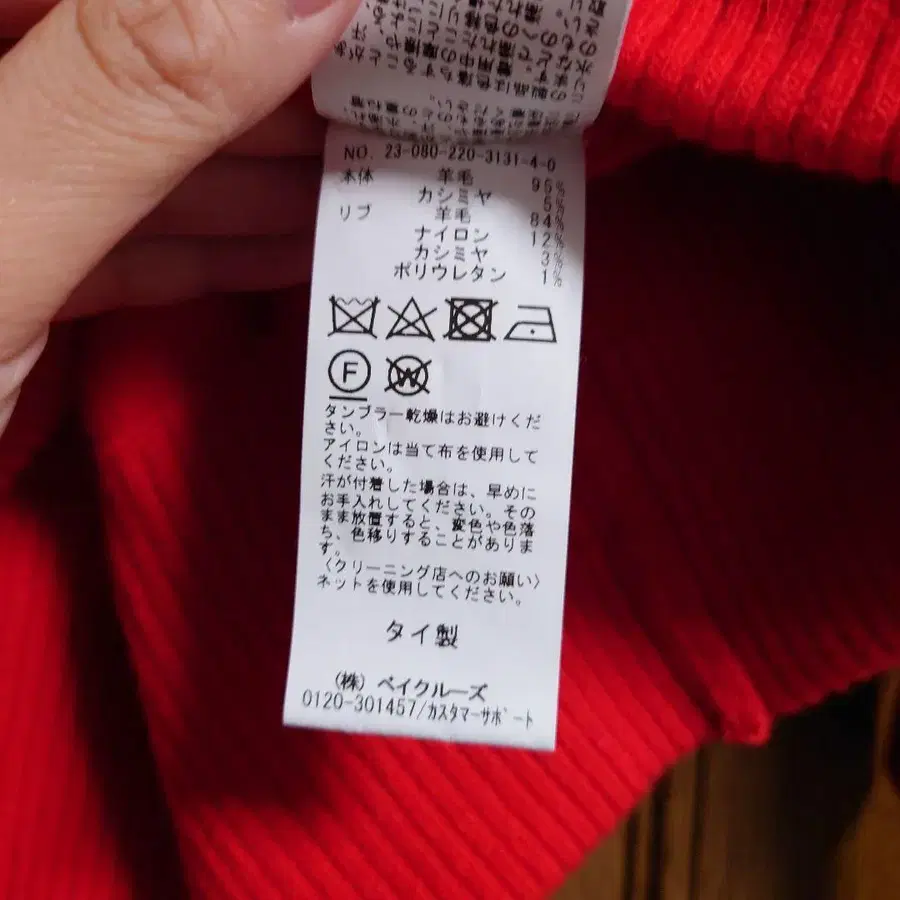 NO. 23-080-220-3131-4-0
本体 羊毛 95%
カシミヤ 5%
リブ 羊毛 84%
ナイロン 12%
カシミヤ 3%
ポリウレタン 1%
F W
タンブラー乾燥はお避けくだ
さい。
アイロンは当て布を使用して
ください。
汗が付着した場合は、早めに
お手入れしてください。その
まま放置すると、変色や色落
ち、色移りすることがありま
す。
〈クリーニング店へのお願い〉
ネットを使用してください。
タイ製
(株) ベイクルーズ
0120-301457/カスタマーサポート